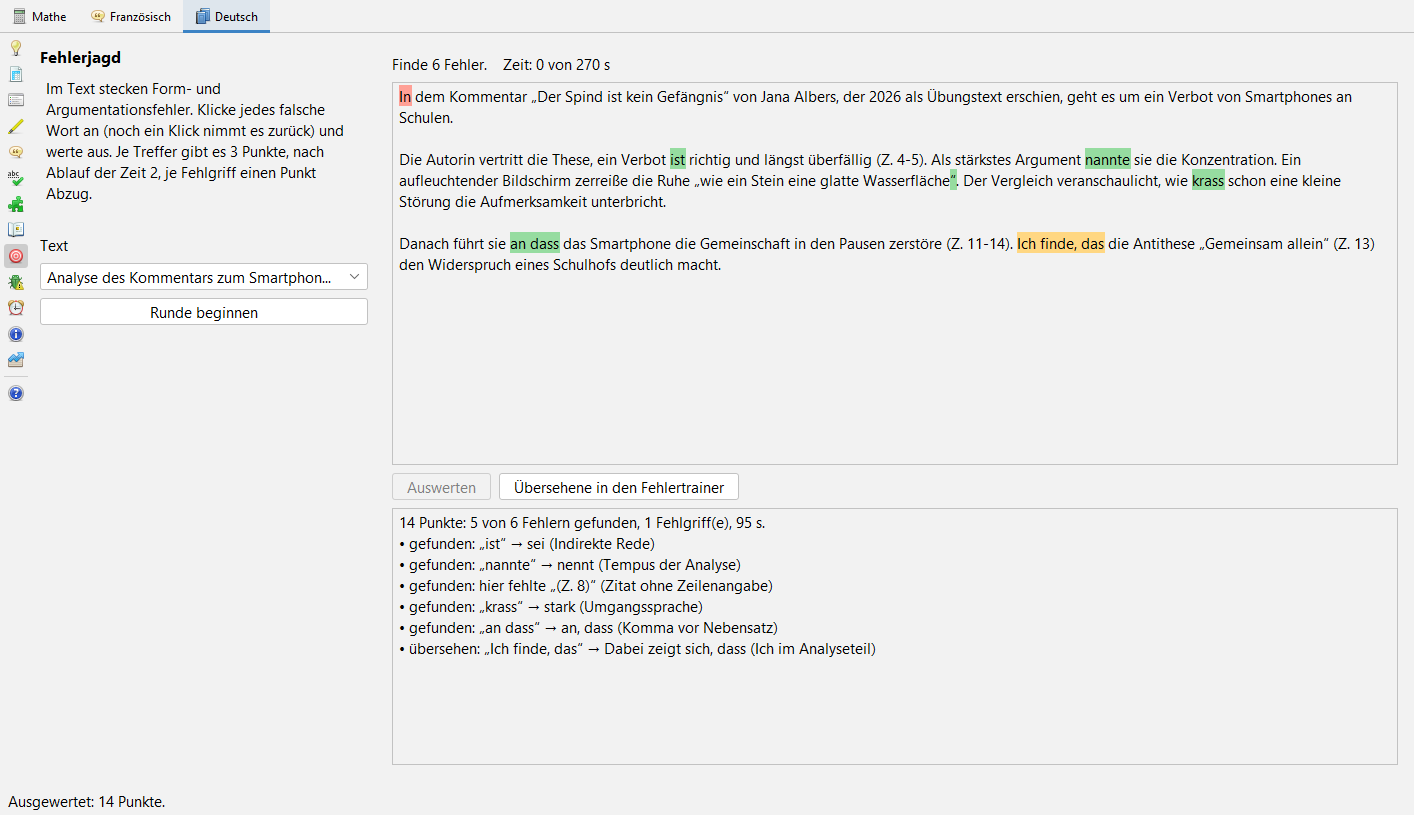 Mathe
Französisch
Deutsch
Fehlerjagd
Im Text stecken Form- und
Argumentationsfehler. Klicke jedes falsche
Wort an (noch ein Klick nimmt es zurück) und
werte aus. Je Treffer gibt es 3 Punkte, nach
Ablauf der Zeit 2, je Fehlgriff einen Punkt
Abzug.
Text
Analyse des Kommentars zum Smartphon...
Runde beginnen
Finde 6 Fehler. Zeit: 0 von 270 s
In dem Kommentar „Der Spind ist kein Gefängnis“ von Jana Albers, der 2026 als Übungstext erschien, geht es um ein Verbot von Smartphones an
Schulen.
Die Autorin vertritt die These, ein Verbot ist richtig und längst überfällig (Z. 4-5). Als stärkstes Argument nannte sie die Konzentration. Ein
aufleuchtender Bildschirm zerreiße die Ruhe „wie ein Stein eine glatte Wasserfläche“. Der Vergleich veranschaulicht, wie krass schon eine kleine
Störung die Aufmerksamkeit unterbricht.
Danach führt sie an dass das Smartphone die Gemeinschaft in den Pausen zerstöre (Z. 11-14). Ich finde, das die Antithese „Gemeinsam allein“ (Z. 13)
den Widerspruch eines Schulhofs deutlich macht.
Auswerten
Übersehene in den Fehlertrainer
14 Punkte: 5 von 6 Fehlern gefunden, 1 Fehlgriff(e), 95 s.
• gefunden: „ist“ → sei (Indirekte Rede)
• gefunden: „nannte“ → nennt (Tempus der Analyse)
• gefunden: hier fehlte „(Z. 8)“ (Zitat ohne Zeilenangabe)
• gefunden: „krass“ → stark (Umgangssprache)
• gefunden: „an dass“ → an, dass (Komma vor Nebensatz)
• übersehen: „Ich finde, das“ → Dabei zeigt sich, dass (Ich im Analyseteil)
Ausgewertet: 14 Punkte.